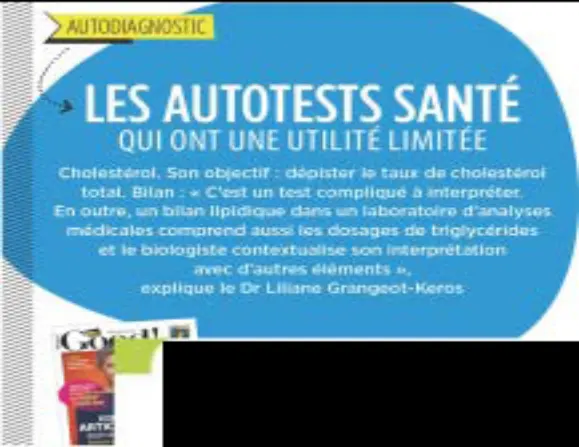 AUTODIAGNOSTIC
LES AUTOTESTS SANTÉ
QUI ONT UNE UTILITÉ LIMITÉE
Cholestérol. Son objectif : dépister le taux de cholestérol
total. Bilan : « C'est un test compliqué à interpréter.
En outre, un bilan lipidique dans un laboratoire d'analyses
médicales comprend aussi les dosages de triglycérides
et le biologiste contextualise son interprétation
avec d'autres éléments »,
explique le Dr Liliane Grangeot-Keros
Good!